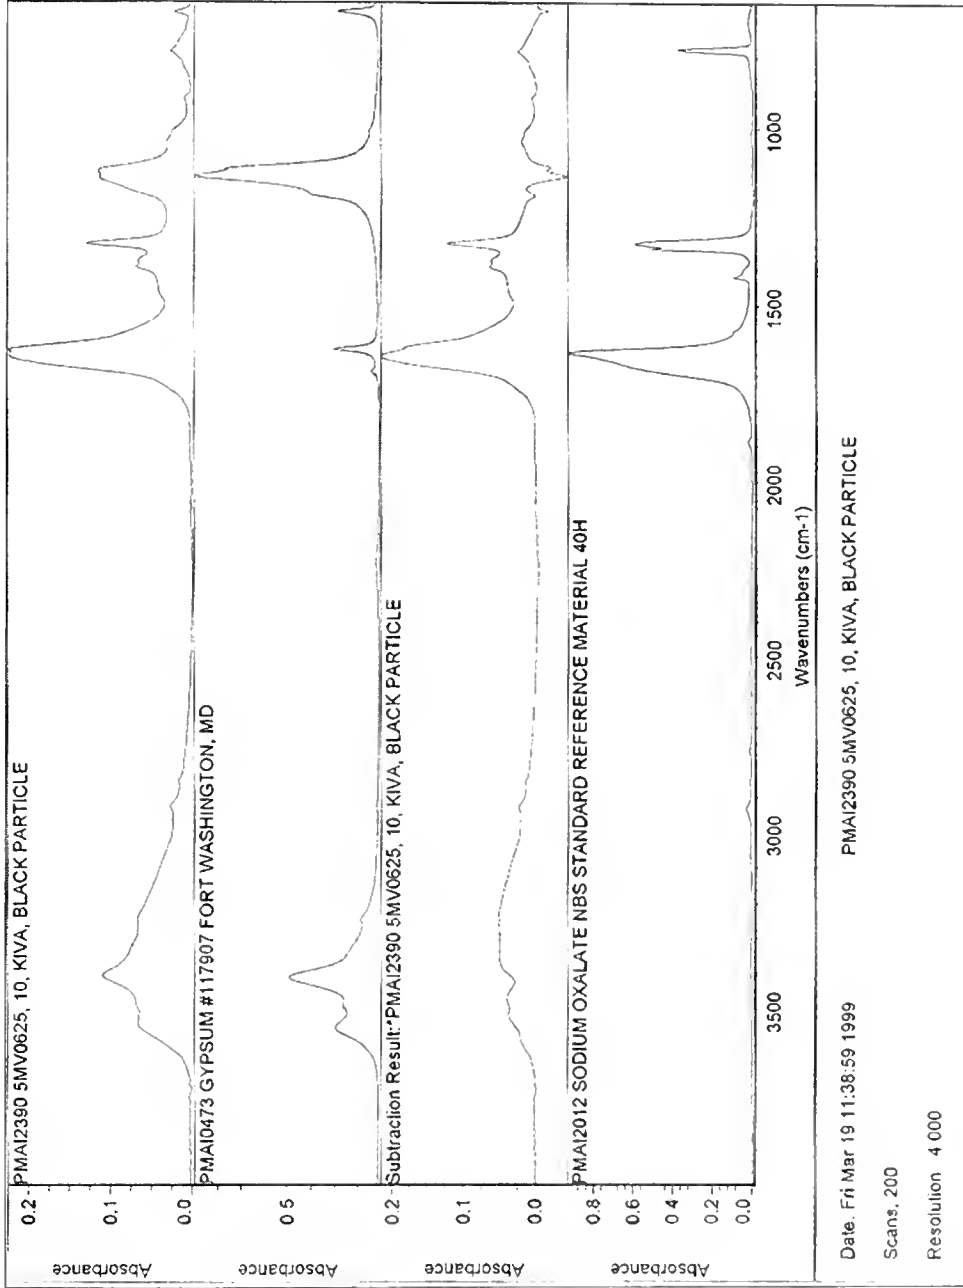 PMAI2390 5MV0625, 10, KIVA, BLACK PARTICLE
0.2
0.1
0.0
Absorbance
PMAI0473 GYPSUM #117907 FORT WASHINGTON, MD
0.5
Absorbance
Subtraction Result:*PMAI2390 5MV0625, 10, KIVA, BLACK PARTICLE
0.2
0.1
0.0
Absorbance
PMAI2012 SODIUM OXALATE NBS STANDARD REFERENCE MATERIAL 40H
0.8
0.6
0.4
0.2
0.0
Absorbance
3500 3000 2500 2000 1500 1000
Wavenumbers (cm-1)
Date. Fri Mar 19 11:38:59 1999 PMAI2390 5MV0625, 10, KIVA, BLACK PARTICLE
Scans, 200
Resolution 4 000